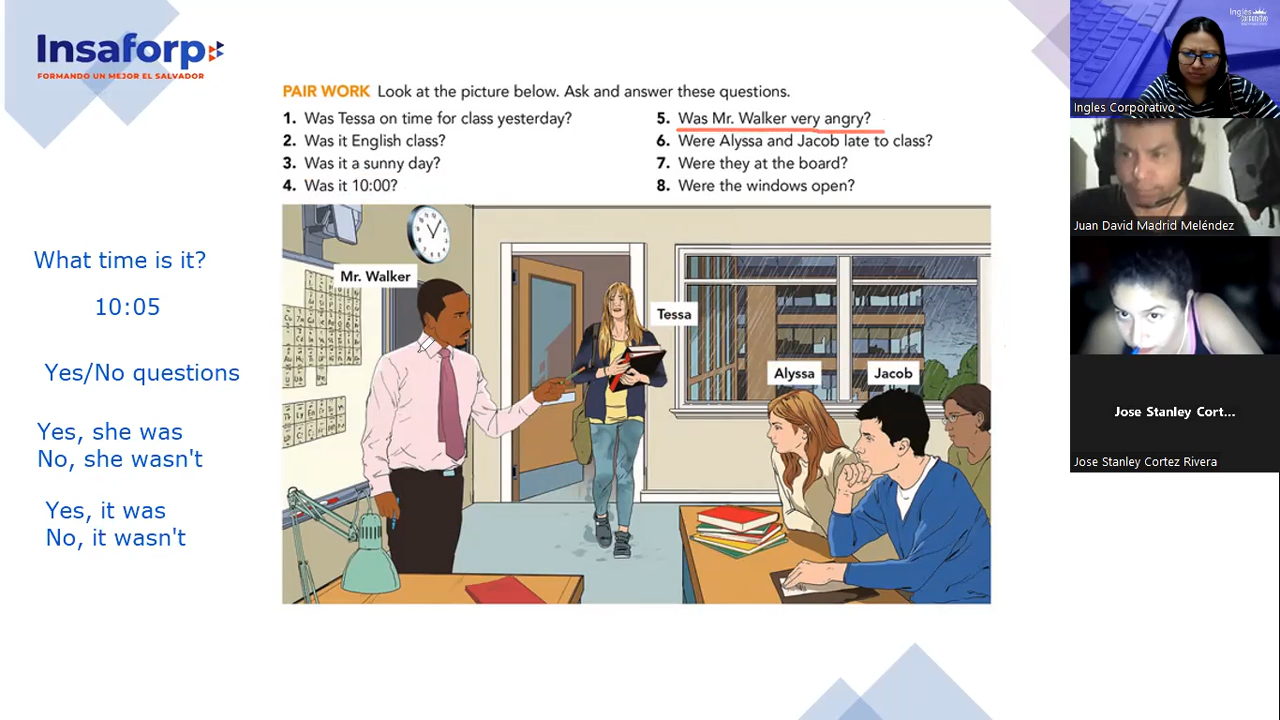 Insaforp
FORMANDO UN MEJOR EL SALVADOR
PAIR WORK Look at the picture below. Ask and answer these questions.
1. Was Tessa on time for class yesterday?
2. Was it English class?
3. Was it a sunny day?
4. Was it 10:00?
5. Was Mr. Walker very angry?
6. Were Alyssa and Jacob late to class?
7. Were they at the board?
8. Were the windows open?
What time is it?
10:05
Yes/No questions
Yes, she was
No, she wasn't
Yes, it was
No, it wasn't
Mr. Walker
Tessa
Alyssa
Jacob
Ingles Corporativo
Juan David Madrid Meléndez
Jose Stanley Cort...
Jose Stanley Cortez Rivera